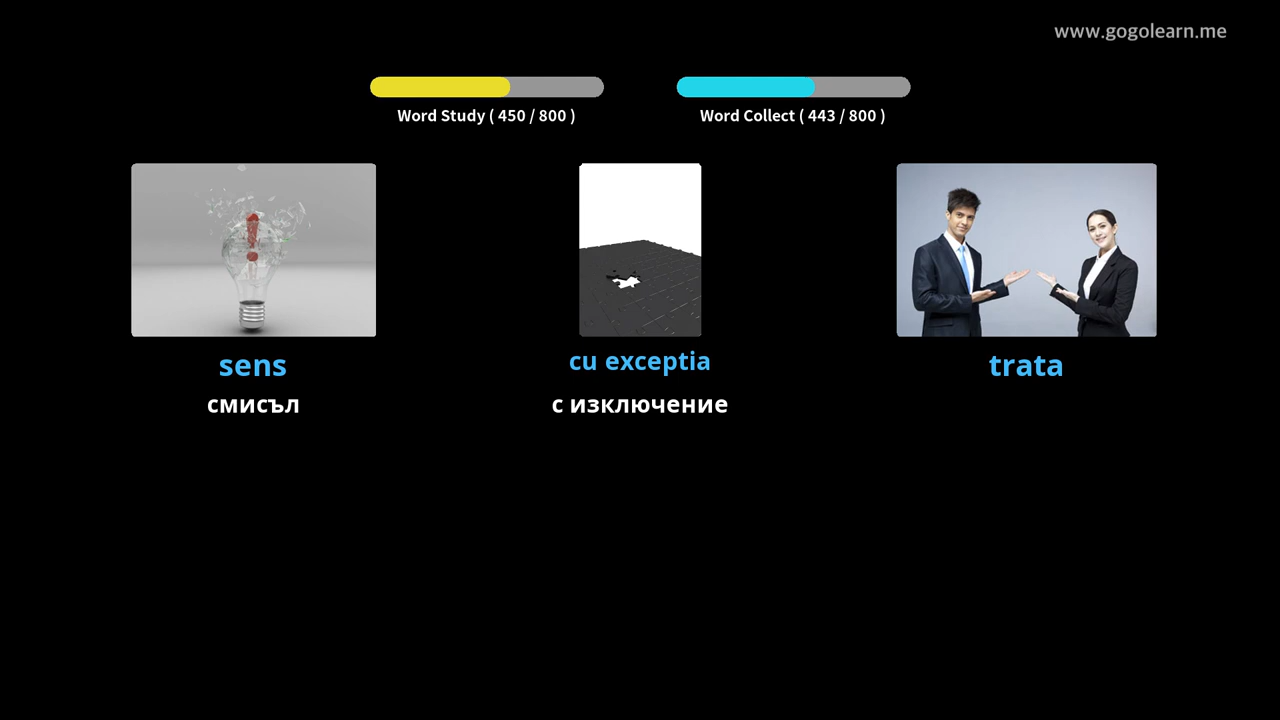 www.gogolearn.me
Word Study ( 450 / 800 )
Word Collect ( 443 / 800 )
sens
cu exceptia
trata
смисъл
с изключение